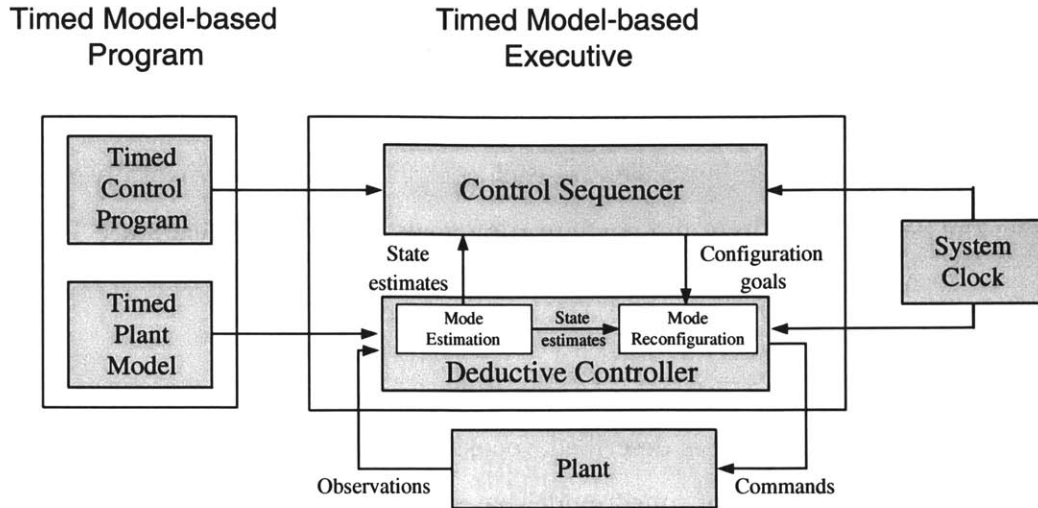 Timed Model-based
Program
Timed Model-based
Executive
Timed
Control
Program
Control Sequencer
System
Clock
State
estimates
Configuration
goals
Timed
Plant
Model
Mode
Estimation
State
estimates
Mode
Reconfiguration
Deductive Controller
Plant
Observations
Commands